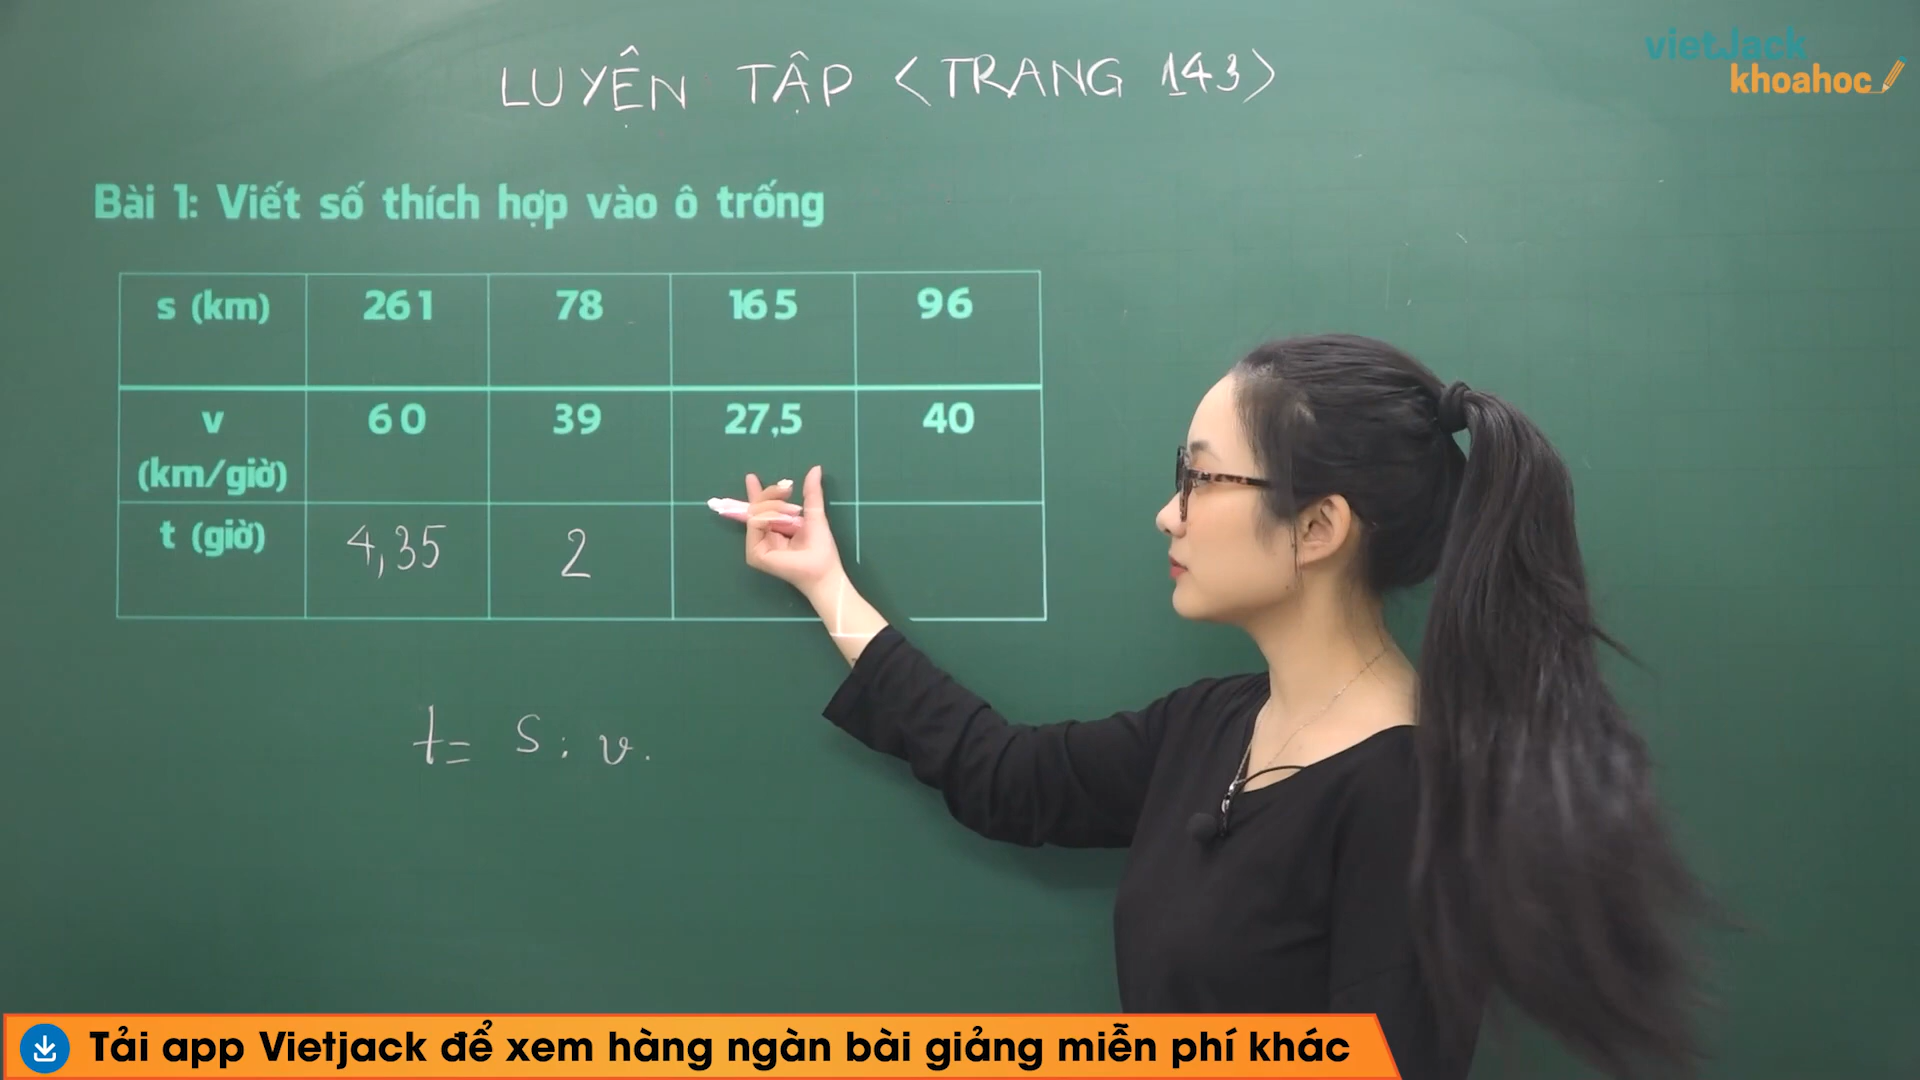 LUYỆN TẬP <TRANG 143>
vietJack
khoahoc
Bài 1: Viết số thích hợp vào ô trống
s (km) 261 78 165 96
v (km/giờ) 60 39 27,5 40
t (giờ) 4,35 2
t = s : v.
Tải app Vietjack để xem hàng ngàn bài giảng miễn phí khác